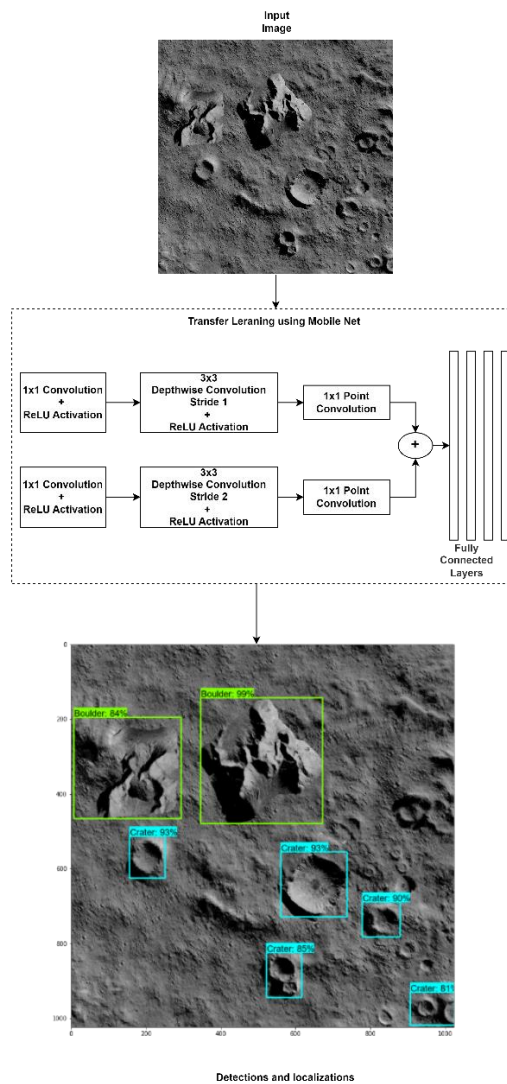 Input
Image
Transfer Leraning using Mobile Net
1x1 Convolution
+
ReLU Activation
3x3
Depthwise Convolution
Stride 1
+
ReLU Activation
1x1 Point
Convolution
+
1x1 Convolution
+
ReLU Activation
3x3
Depthwise Convolution
Stride 2
+
ReLU Activation
1x1 Point
Convolution
Fully
Connected
Layers
0
200
400
600
800
1000
Boulder: 84%
Boulder: 99%
Crater: 93%
Crater: 93%
Crater: 90%
Crater: 85%
Crater: 81%
0 200 400 600 800 1000
Detections and localizations